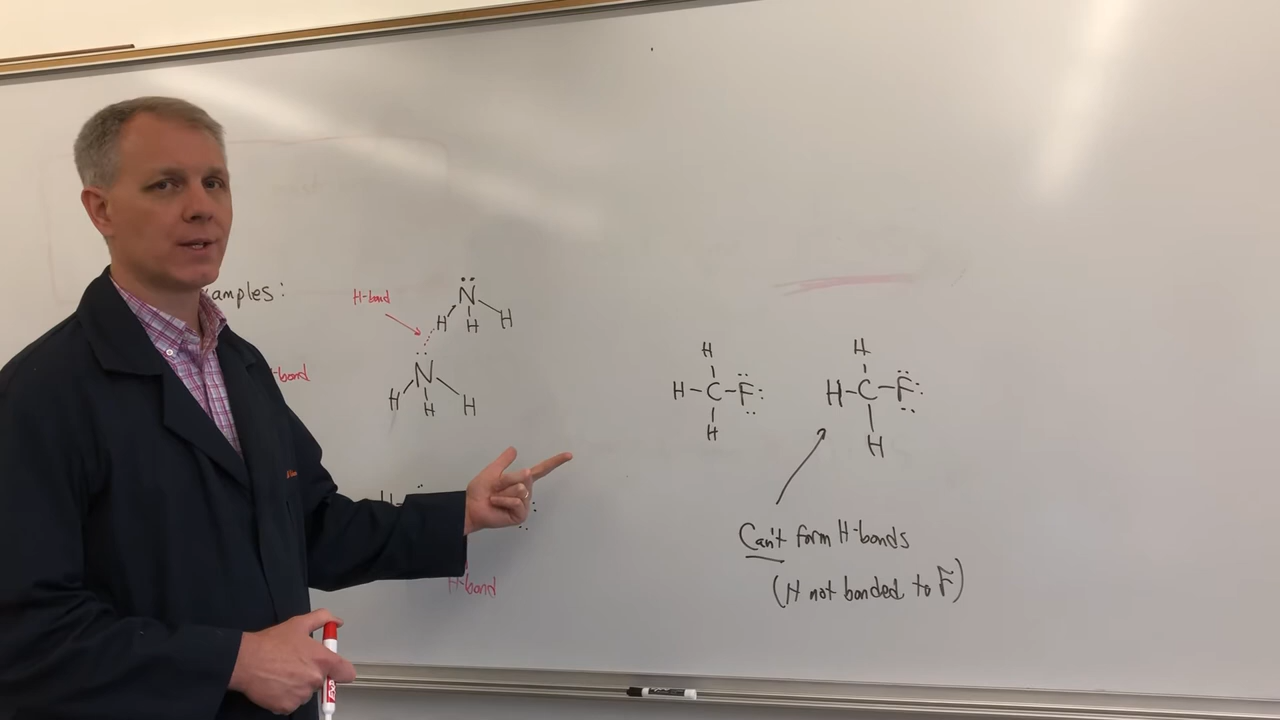 amples:
H-bond
N
H H H
N
H H H
-bond
H-bond
H H
H-C-F H-C-F
H H
Can't form H-bonds
(H not bonded to F)